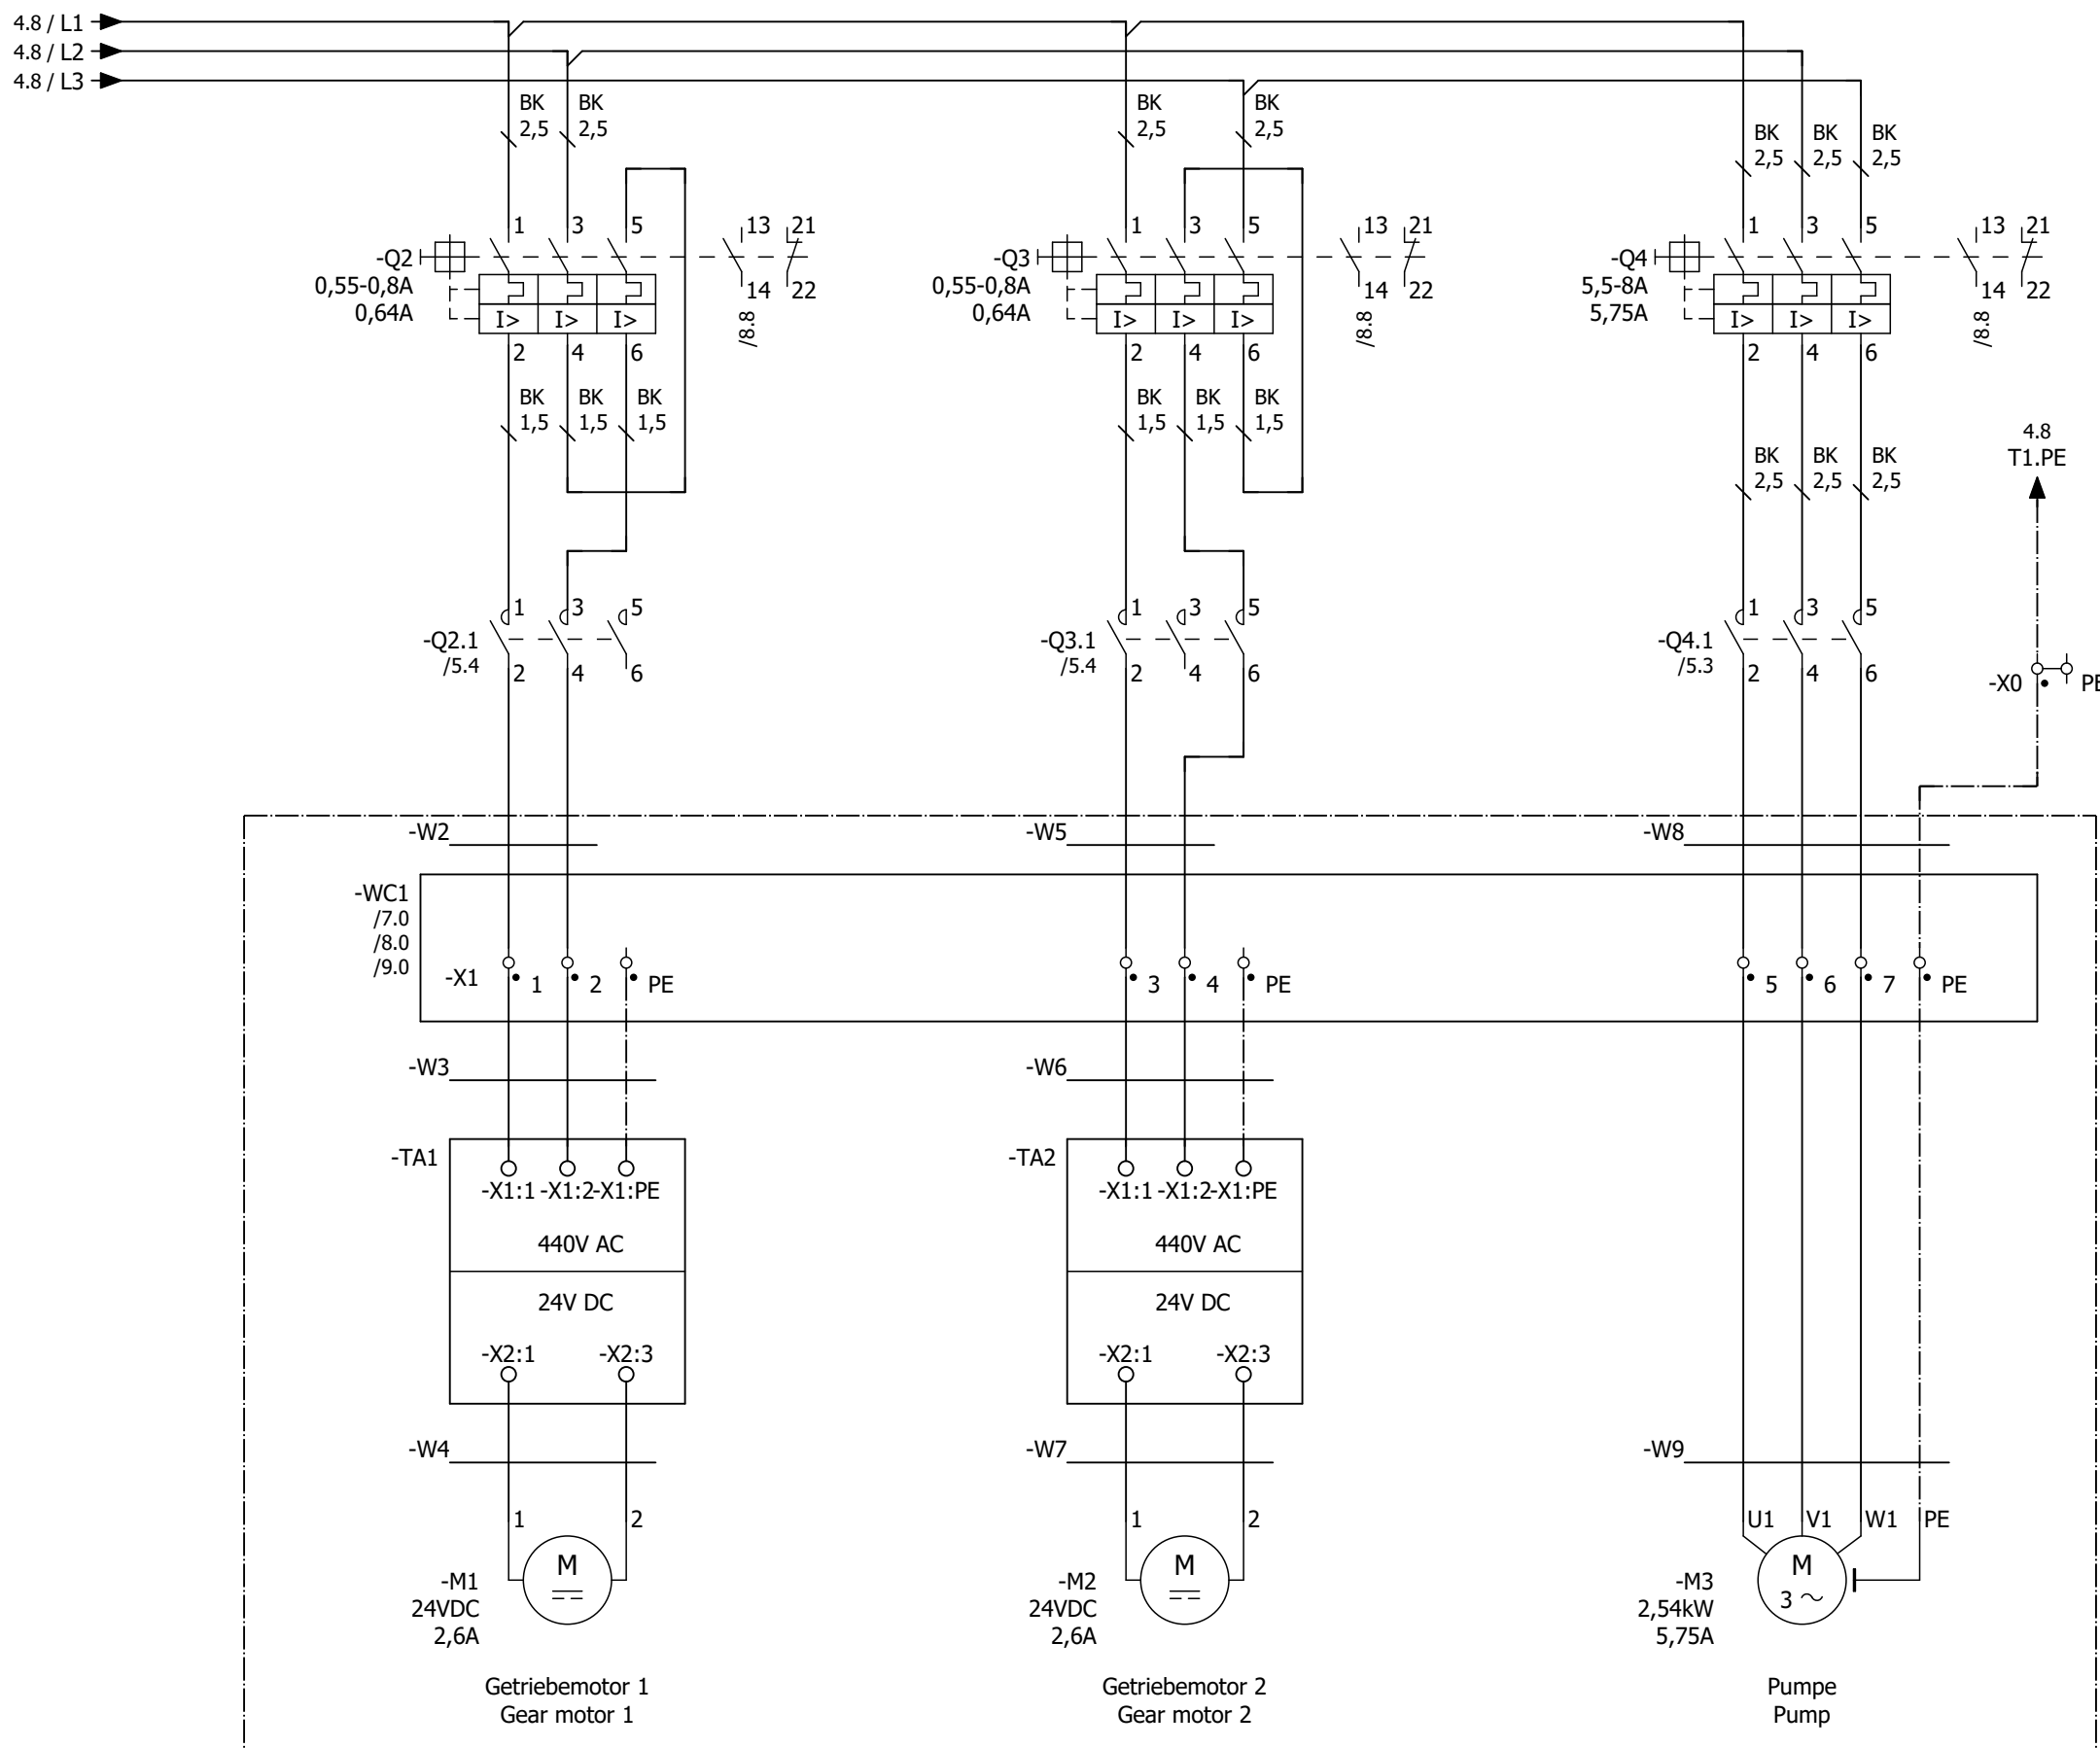 4.8 / L1
4.8 / L2
4.8 / L3
BK
2,5
BK
2,5
BK
2,5
BK
2,5
BK
2,5
BK
2,5
BK
2,5
-Q2
0,55-0,8A
0,64A
1
3
5
13
21
I>
I>
I>
14
22
/8.8
2
4
6
-Q3
0,55-0,8A
0,64A
1
3
5
13
21
I>
I>
I>
14
22
/8.8
2
4
6
-Q4
5,5-8A
5,75A
1
3
5
13
21
I>
I>
I>
14
22
/8.8
2
4
6
BK
1,5
BK
1,5
BK
1,5
BK
1,5
BK
1,5
BK
1,5
BK
2,5
BK
2,5
BK
2,5
4.8
T1.PE
-Q2.1
/5.4
1
3
5
2
4
6
-Q3.1
/5.4
1
3
5
2
4
6
-Q4.1
/5.3
1
3
5
2
4
6
-X0
-W2
-W5
-W8
-WC1
/7.0
/8.0
/9.0
-X1
1
2
PE
3
4
PE
5
6
7
PE
-W3
-W6
-TA1
-X1:1
-X1:2
-X1:PE
440V AC
24V DC
-X2:1
-X2:3
-TA2
-X1:1
-X1:2
-X1:PE
440V AC
24V DC
-X2:1
-X2:3
-W4
-W7
-W9
1
2
-M1
24VDC
2,6A
M
1
2
-M2
24VDC
2,6A
M
U1
V1
W1
PE
-M3
2,54kW
5,75A
M
3 ~
Getriebemotor 1
Gear motor 1
Getriebemotor 2
Gear motor 2
Pumpe
Pump